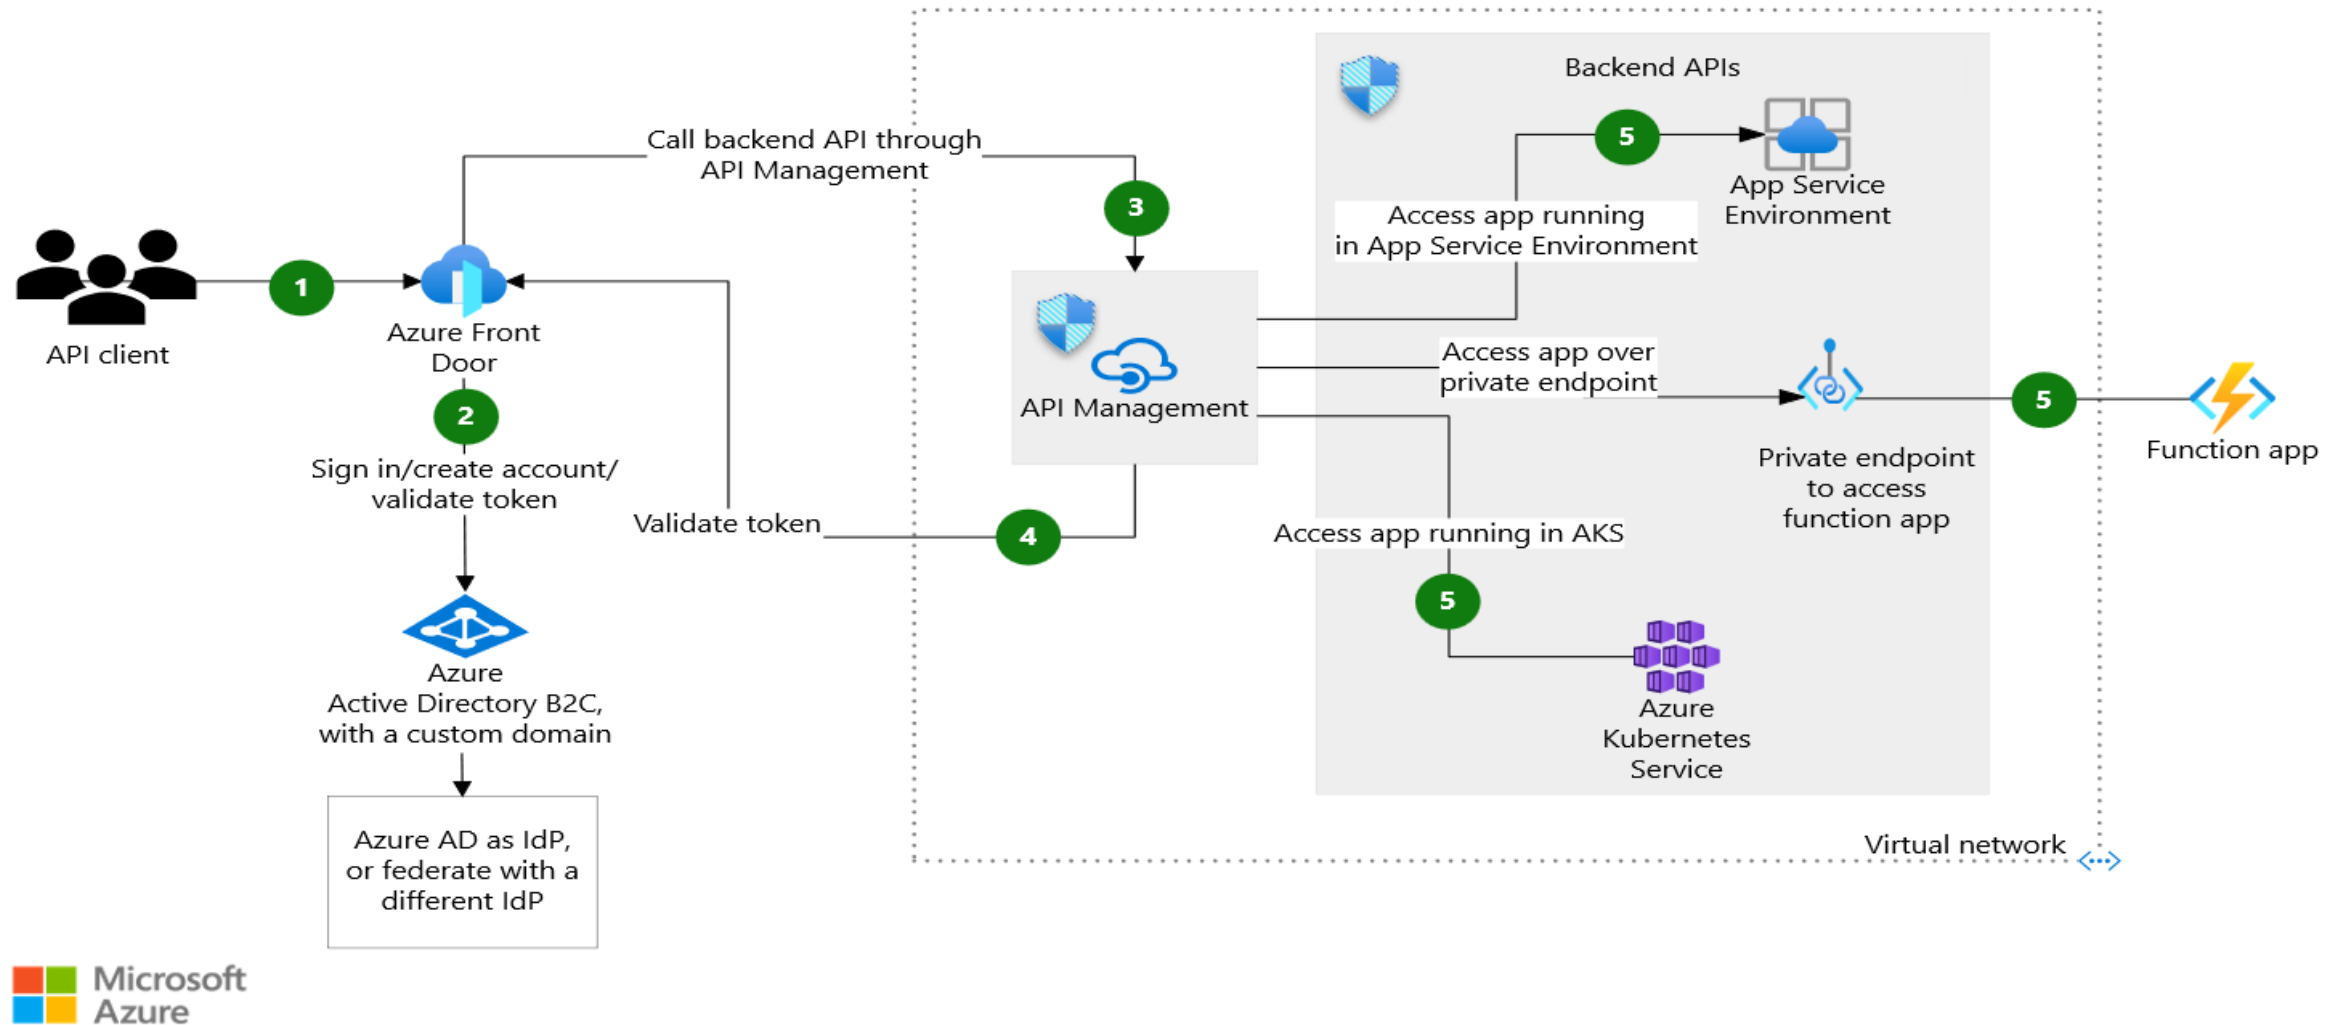 Backend APIs
Call backend API through
API Management
5
App Service
Environment
3
Access app running
in App Service Environment
1
API client
Azure Front
Door
2
Sign in/create account/
validate token
Validate token
4
API Management
Access app over
private endpoint
Private endpoint
to access
function app
5
Function app
Access app running in AKS
5
Azure
Kubernetes
Service
Azure
Active Directory B2C,
with a custom domain
Azure AD as IdP,
or federate with a
different IdP
Virtual network
Microsoft
Azure